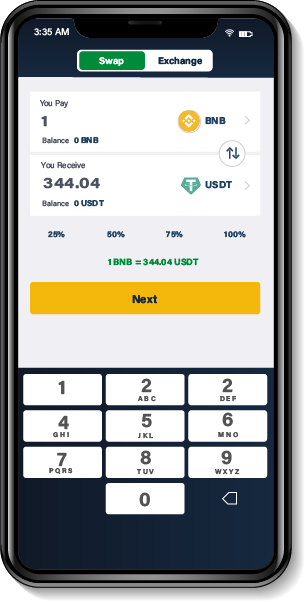 3:35 AM
Swap Exchange
You Pay
1 BNB
Balance 0 BNB
You Receive
344.04 USDT
Balance 0 USDT
25% 50% 75% 100%
1 BNB = 344.04 USDT
Next
1 2 2
ABC DEF
4 5 6
GHI JKL MNO
7 8 9
PQRS TUV WXYZ
0